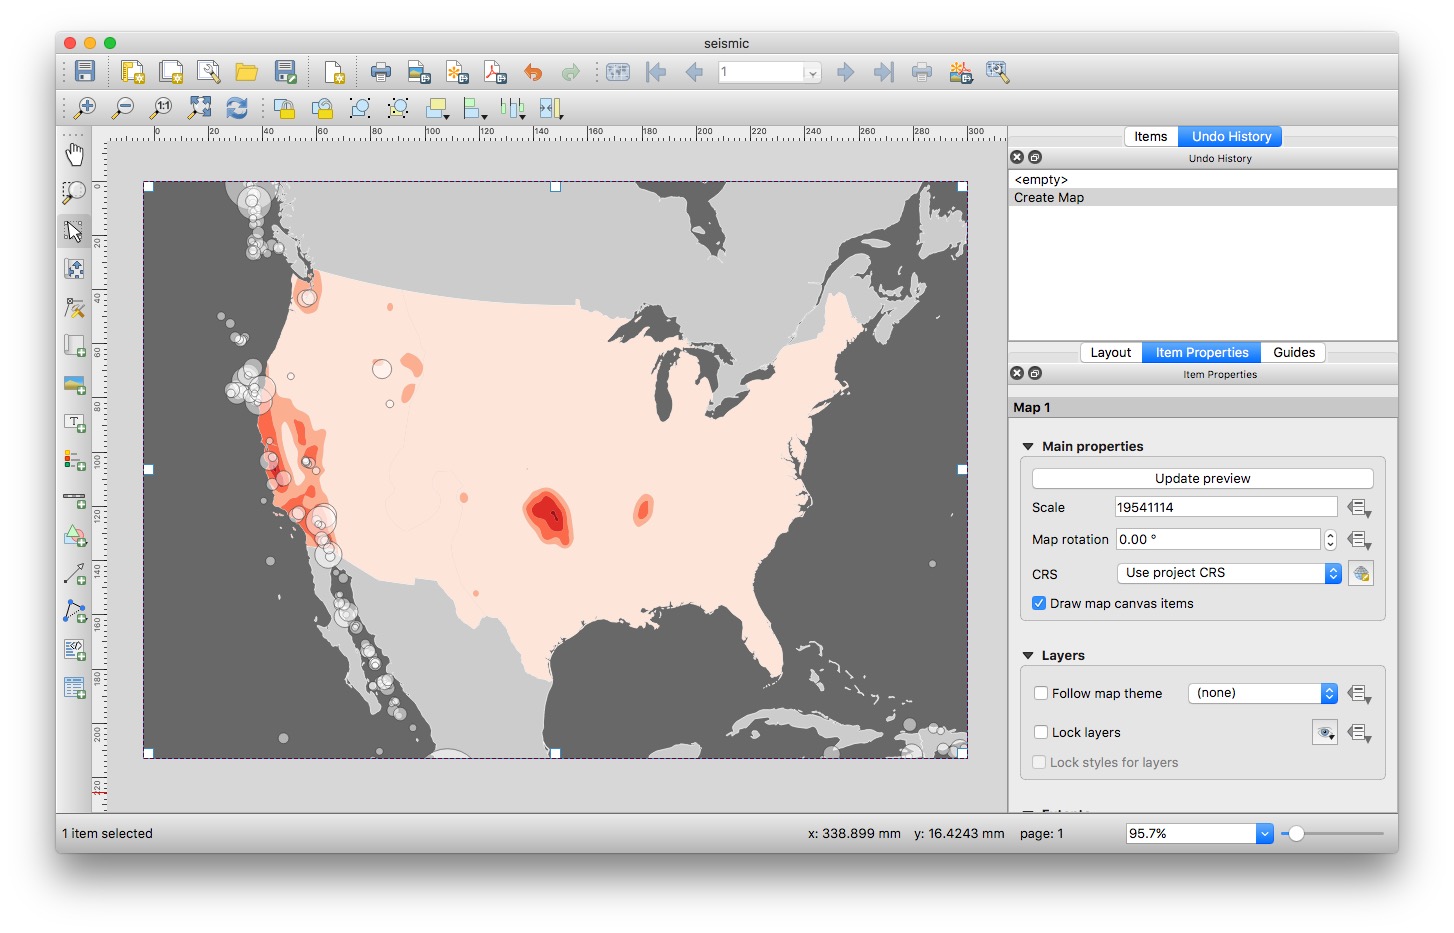 seismic
1
1:1
0 20 40 60 80 100 120 140 160 180 200 220 240 260 280 300
0
20
40
60
80
100
120
140
160
180
200
220
Items Undo History
Undo History
<empty>
Create Map
Layout Item Properties Guides
Item Properties
Map 1
Main properties
Update preview
Scale 19541114
Map rotation 0.00 °
CRS Use project CRS
Draw map canvas items
Layers
Follow map theme (none)
Lock layers
Lock styles for layers
Extents
1 item selected x: 338.899 mm y: 16.4243 mm page: 1 95.7%